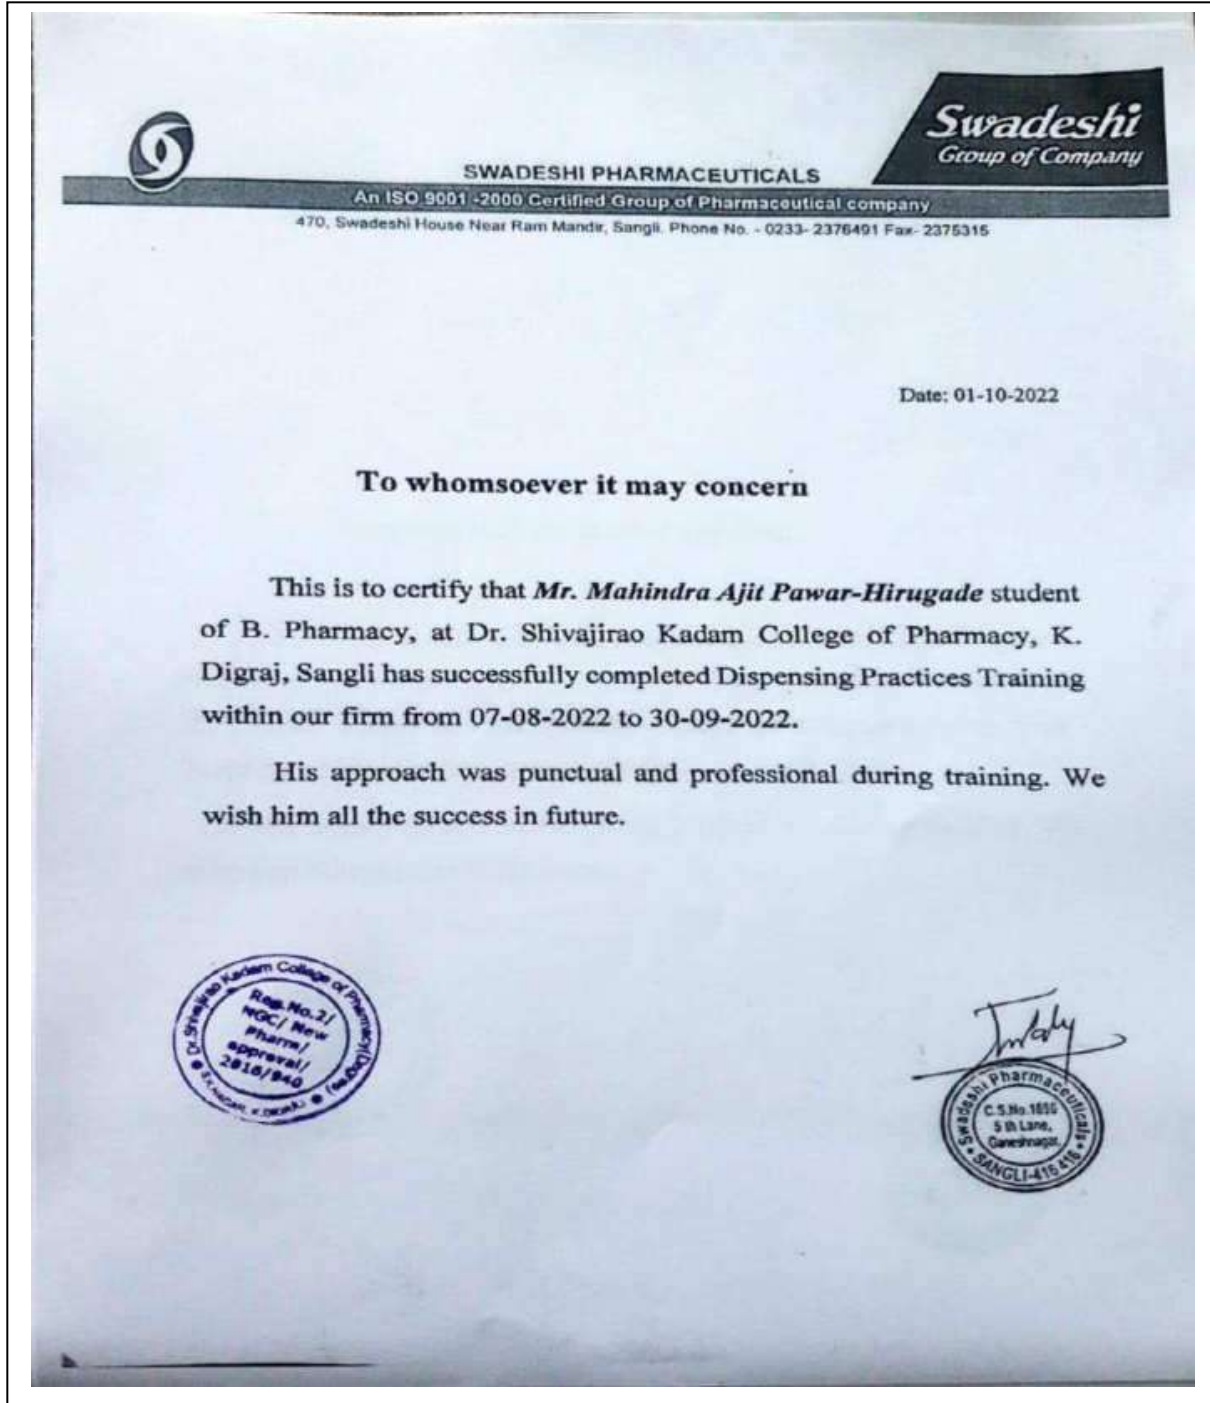 Swadeshi
Group of Company
SWADESHI PHARMACEUTICALS
An ISO 9001 -2000 Certified Group of Pharmaceutical company
470, Swadeshi House Near Ram Mandir, Sangli. Phone No. - 0233- 2376491 Fax- 2375315
Date: 01-10-2022
To whomsoever it may concern
This is to certify that Mr. Mahindra Ajit Pawar-Hirugade student
of B. Pharmacy, at Dr. Shivajirao Kadam College of Pharmacy, K.
Digraj, Sangli has successfully completed Dispensing Practices Training
within our firm from 07-08-2022 to 30-09-2022.
His approach was punctual and professional during training. We
wish him all the success in future.
Dr.Shivajirao Kadam College of Pharmacy(Degree)
Reg.No.2/
NGC/ New
Pharm/
approval/
2016/940
Swadeshi Pharmaceuticals
C.S.No.
5 th Lane,
Ganeshnagar,
SANGLI-416 416